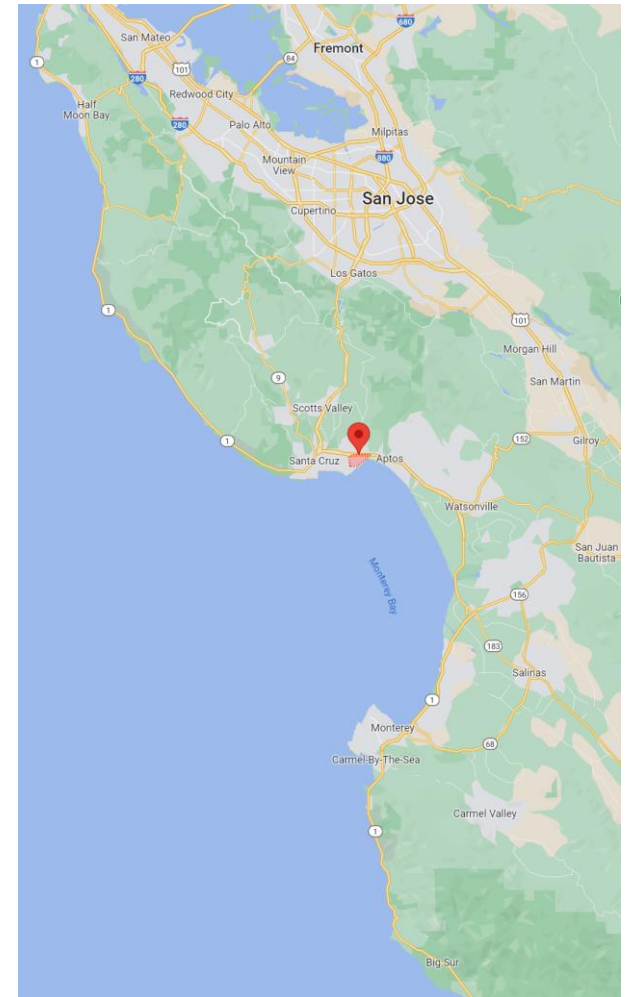 680
San Mateo
Fremont
1
101
84
280
Redwood City
880
Half
Moon Bay
280
Palo Alto
Milpitas
Mountain
View
880
San Jose
Cupertino
Los Gatos
1
101
Morgan Hill
9
San Martin
Scotts Valley
1
152
Gilroy
Santa Cruz
Aptos
Watsonville
San Juan
Bautista
Monterey Bay
156
183
Salinas
1
Monterey
68
Carmel-By-The-Sea
Carmel Valley
1
Big Sur